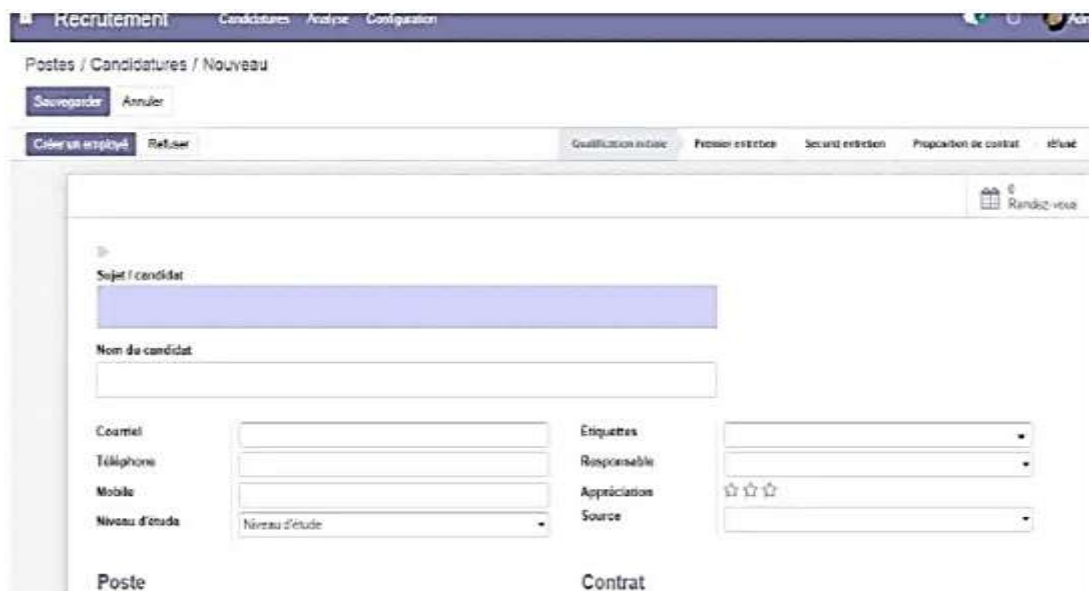 Recrutement Candidatures Analyse Configuration
Postes / Candidatures / Nouveau
Sauvegarder Annuler
Créer un employé Refuser Qualification initiale Premier entretien Second entretien Proposition de contrat refusé
0
Rendez-vous
Sujet / candidat
Nom du candidat
Courriel Étiquettes
Téléphone Responsable
Mobile Appréciation
Niveau d'étude Niveau d'étude Source
Poste Contrat